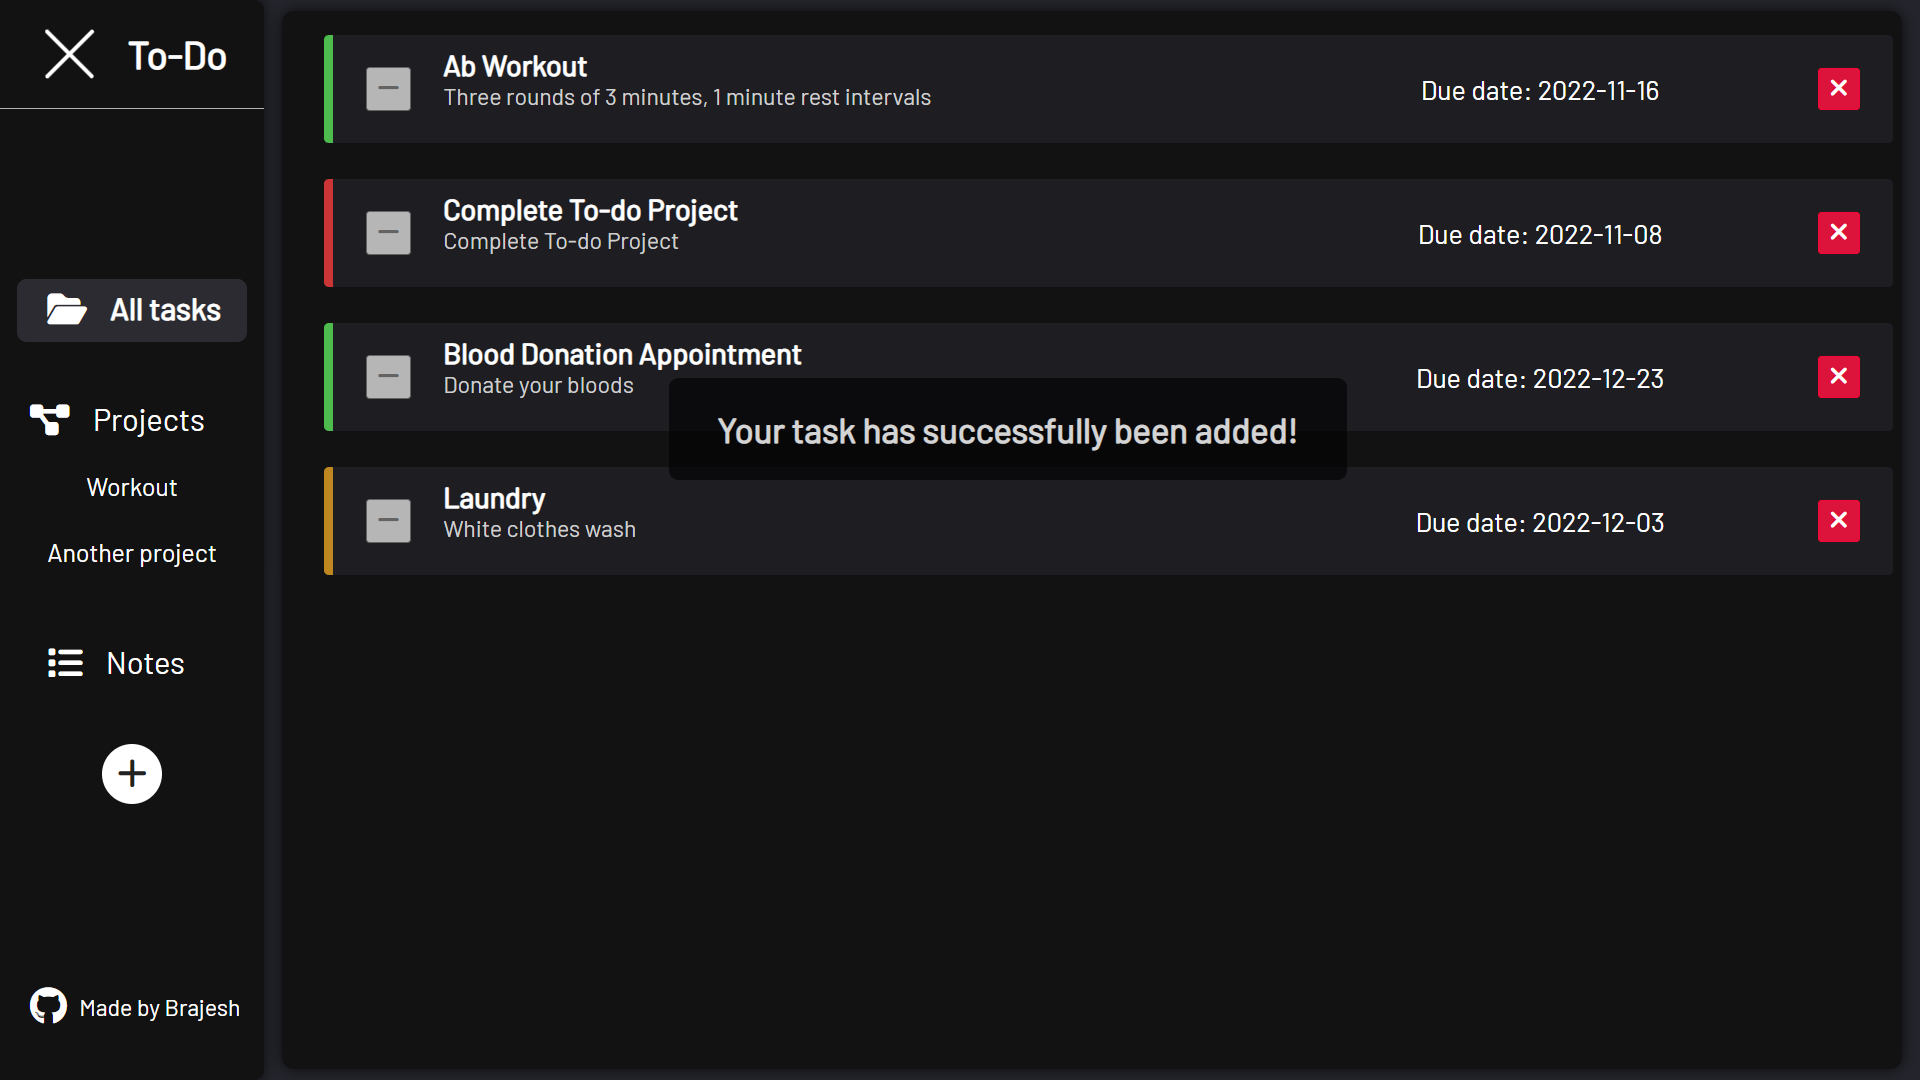 To-Do
All tasks
Projects
Workout
Another project
Notes
Made by Brajesh
Ab Workout
Three rounds of 3 minutes, 1 minute rest intervals
Due date: 2022-11-16
Complete To-do Project
Complete To-do Project
Due date: 2022-11-08
Blood Donation Appointment
Donate your bloods
Due date: 2022-12-23
Your task has successfully been added!
Laundry
White clothes wash
Due date: 2022-12-03